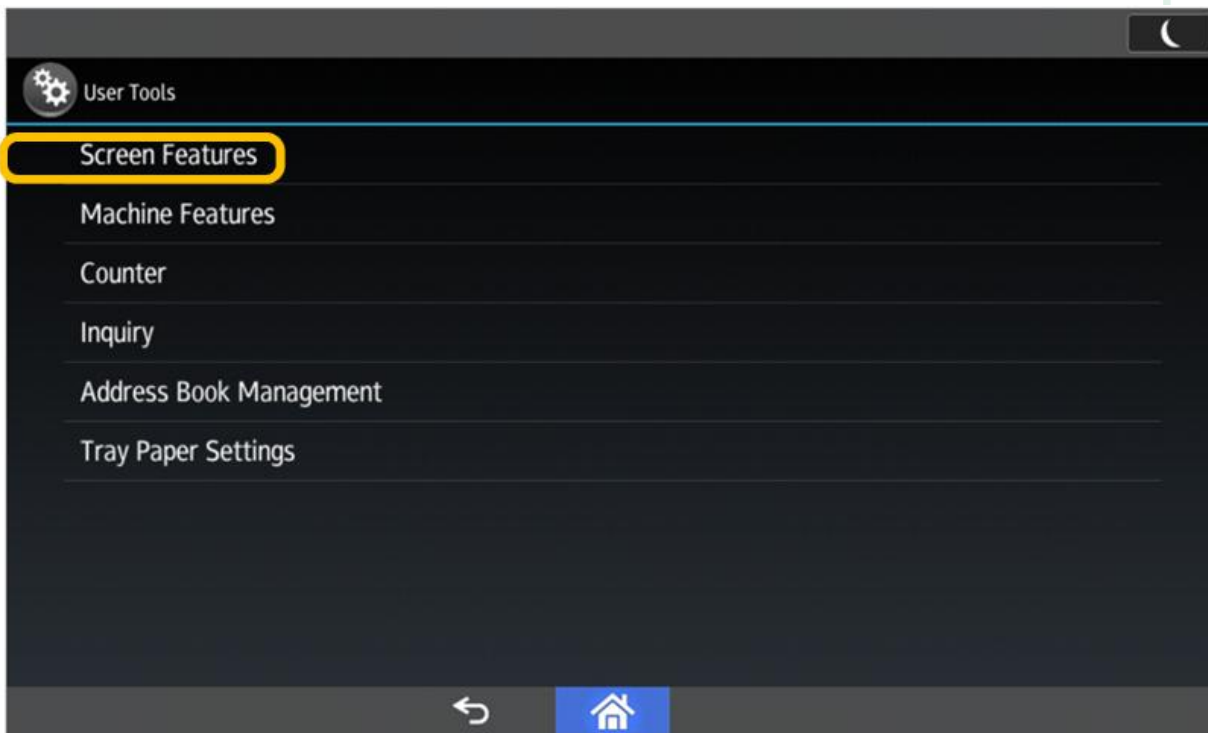 User Tools
Screen Features
Machine Features
Counter
Inquiry
Address Book Management
Tray Paper Settings